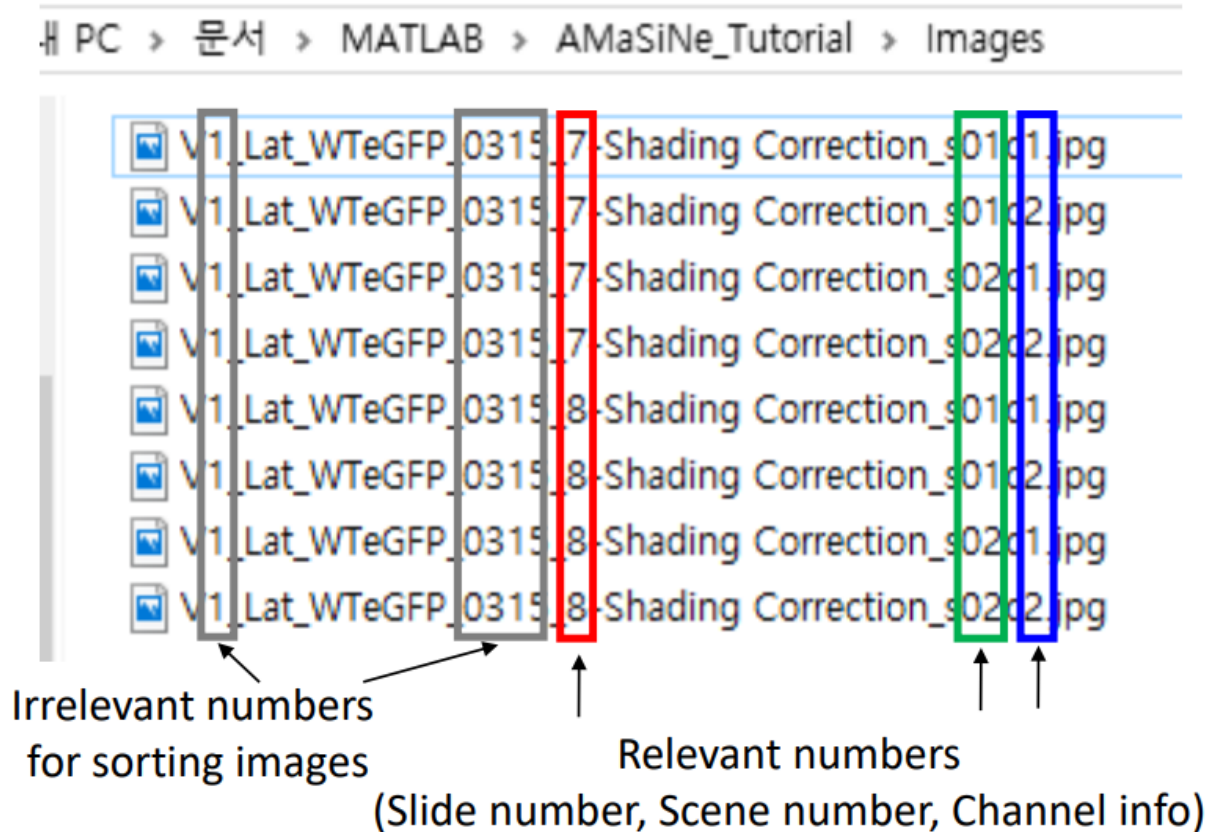 내 PC > 문서 > MATLAB > AMaSiNe_Tutorial > Images
V1_Lat_WTeGFP_0315_7-Shading Correction_s01c1.jpg
V1_Lat_WTeGFP_0315_7-Shading Correction_s01c2.jpg
V1_Lat_WTeGFP_0315_7-Shading Correction_s02c1.jpg
V1_Lat_WTeGFP_0315_7-Shading Correction_s02c2.jpg
V1_Lat_WTeGFP_0315_8-Shading Correction_s01c1.jpg
V1_Lat_WTeGFP_0315_8-Shading Correction_s01c2.jpg
V1_Lat_WTeGFP_0315_8-Shading Correction_s02c1.jpg
V1_Lat_WTeGFP_0315_8-Shading Correction_s02c2.jpg
Irrelevant numbers
for sorting images
Relevant numbers
(Slide number, Scene number, Channel info)